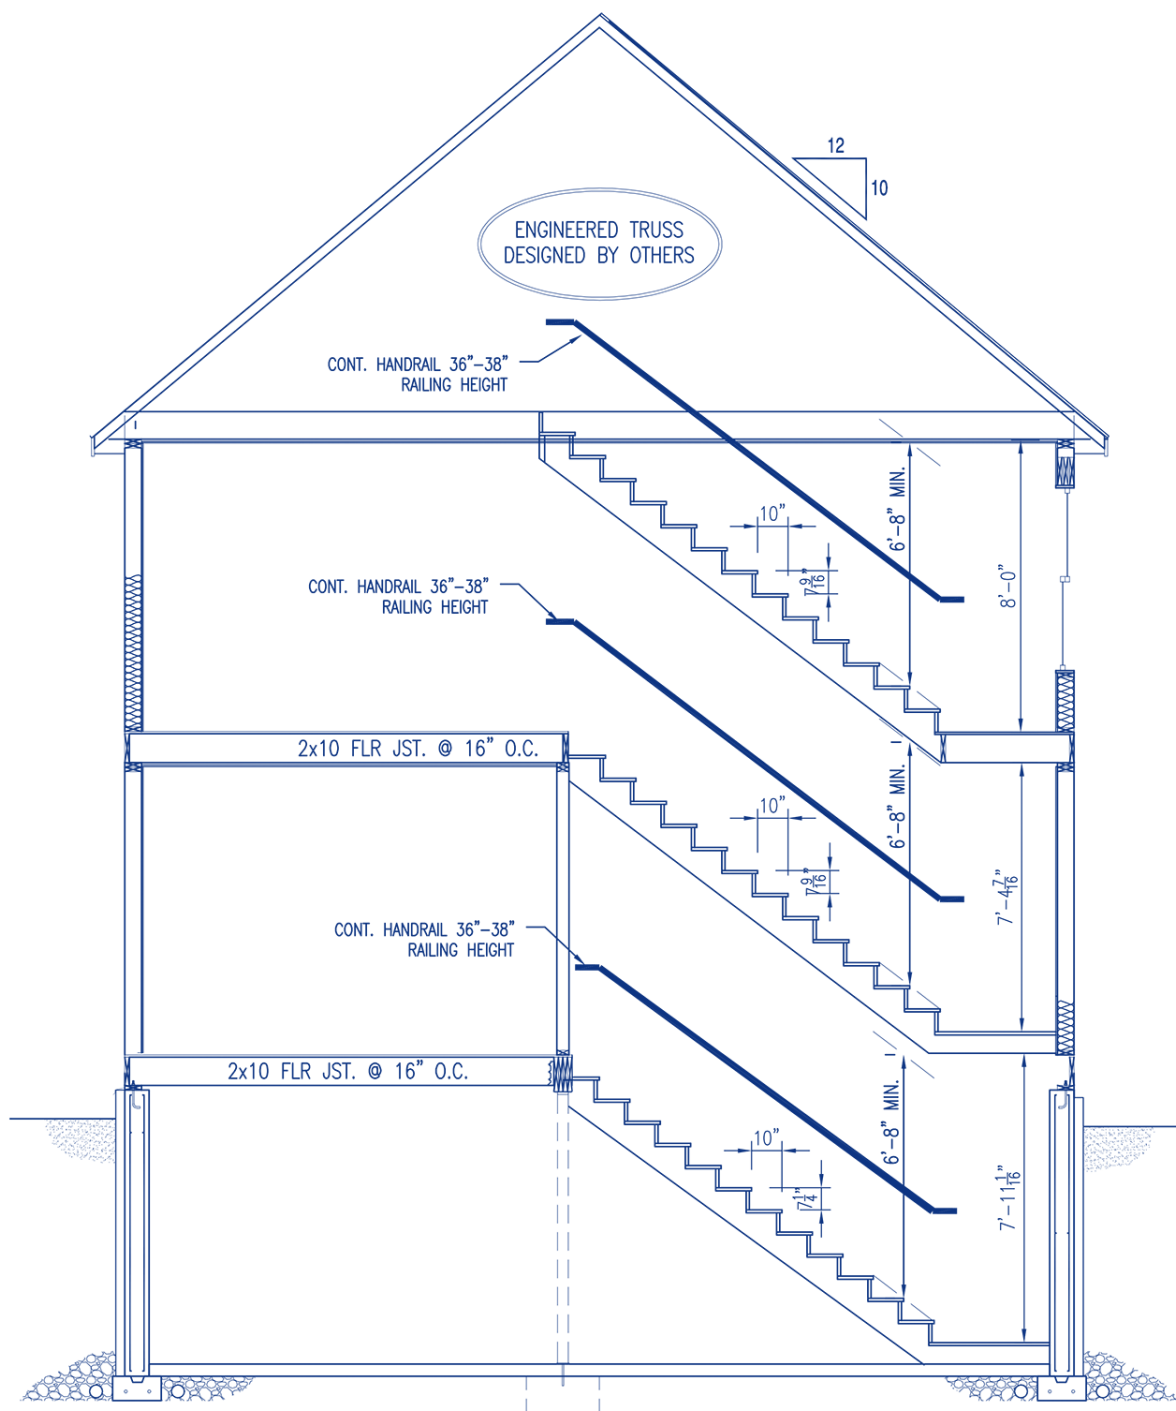 12
10
ENGINEERED TRUSS
DESIGNED BY OTHERS
CONT. HANDRAIL 36"-38"
RAILING HEIGHT
6'-8" MIN.
10"
7 9/16"
8'-0"
CONT. HANDRAIL 36"-38"
RAILING HEIGHT
2x10 FLR JST. @ 16" O.C.
6'-8" MIN.
10"
7 9/16"
7'-4 7/16"
CONT. HANDRAIL 36"-38"
RAILING HEIGHT
2x10 FLR JST. @ 16" O.C.
6'-8" MIN.
10"
7 1/4"
7'-11 1/16"